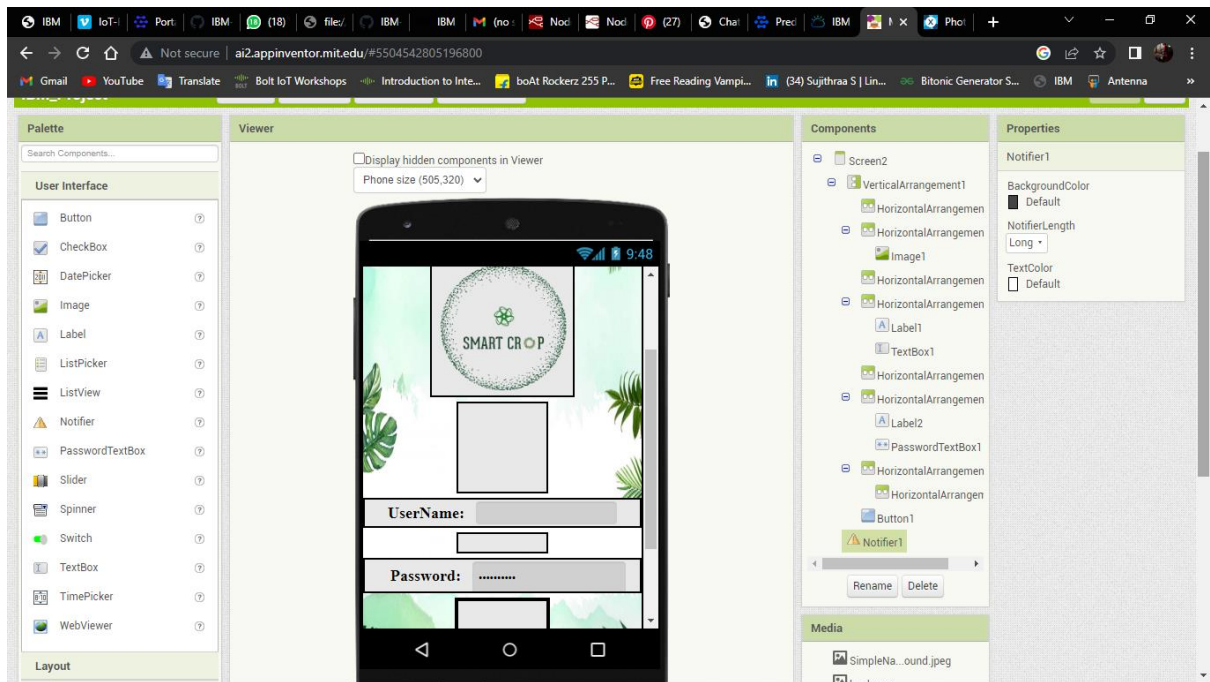 IBM
IoT-I
Port
IBM-
(18)
file:/
IBM-
IBM
(no s
Nod
Nod
(27)
Chat
Pred
IBM
Phot
Not secure
ai2.appinventor.mit.edu/#5504542805196800
Gmail
YouTube
Translate
Bolt IoT Workshops
Introduction to Inte...
boAt Rockerz 255 P...
Free Reading Vampi...
(34) Sujithraa S | Lin...
Bitonic Generator S...
IBM
Antenna
»
Palette
Search Components...
User Interface
Button
CheckBox
DatePicker
Image
Label
ListPicker
ListView
Notifier
PasswordTextBox
Slider
Spinner
Switch
TextBox
TimePicker
WebViewer
Layout
Viewer
Display hidden components in Viewer
Phone size (505,320)
9:48
SMART CROP
UserName:
Password: ••••••••••
Components
Screen2
VerticalArrangement1
HorizontalArrangemen
HorizontalArrangemen
Image1
HorizontalArrangemen
HorizontalArrangemen
Label1
TextBox1
HorizontalArrangemen
HorizontalArrangemen
Label2
PasswordTextBox1
HorizontalArrangemen
HorizontalArrangen
Button1
Notifier1
Rename
Delete
Media
SimpleNa...ound.jpeg
Properties
Notifier1
BackgroundColor
Default
NotifierLength
Long
TextColor
Default